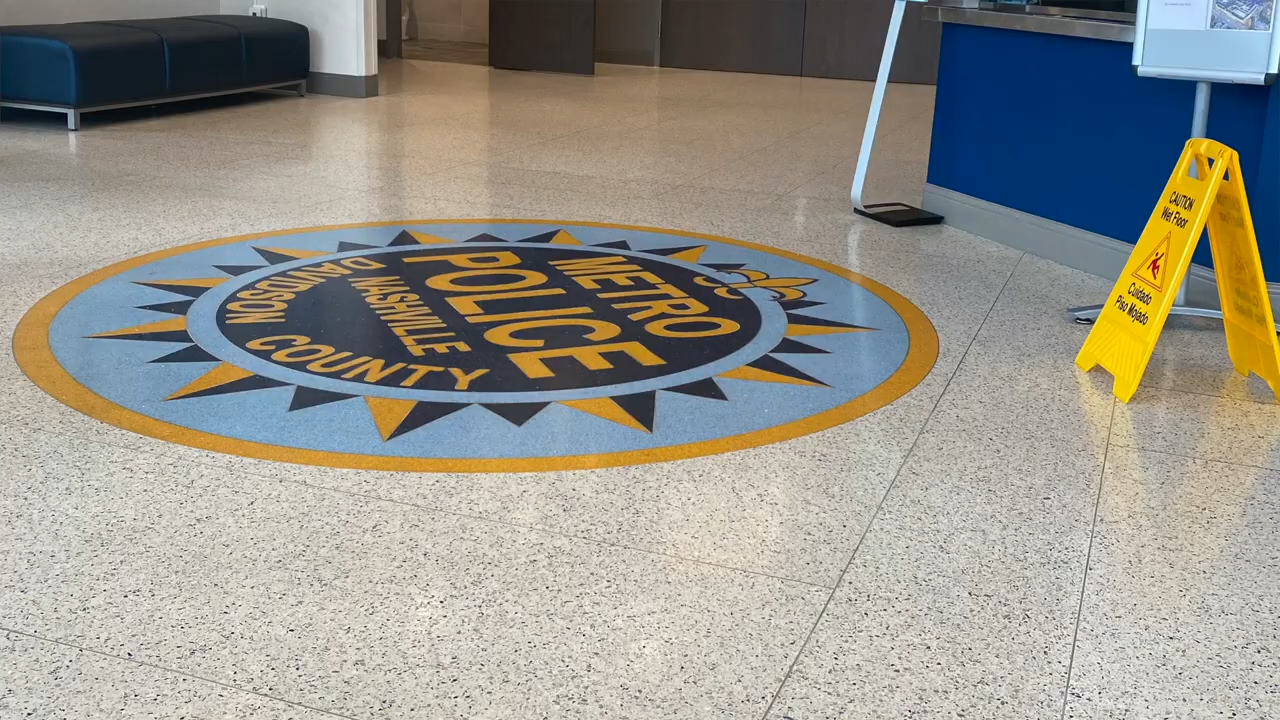 METRO
POLICE
NASHVILLE
DAVIDSON COUNTY
CAUTION
Wet Floor
Cuidado
Piso Mojado